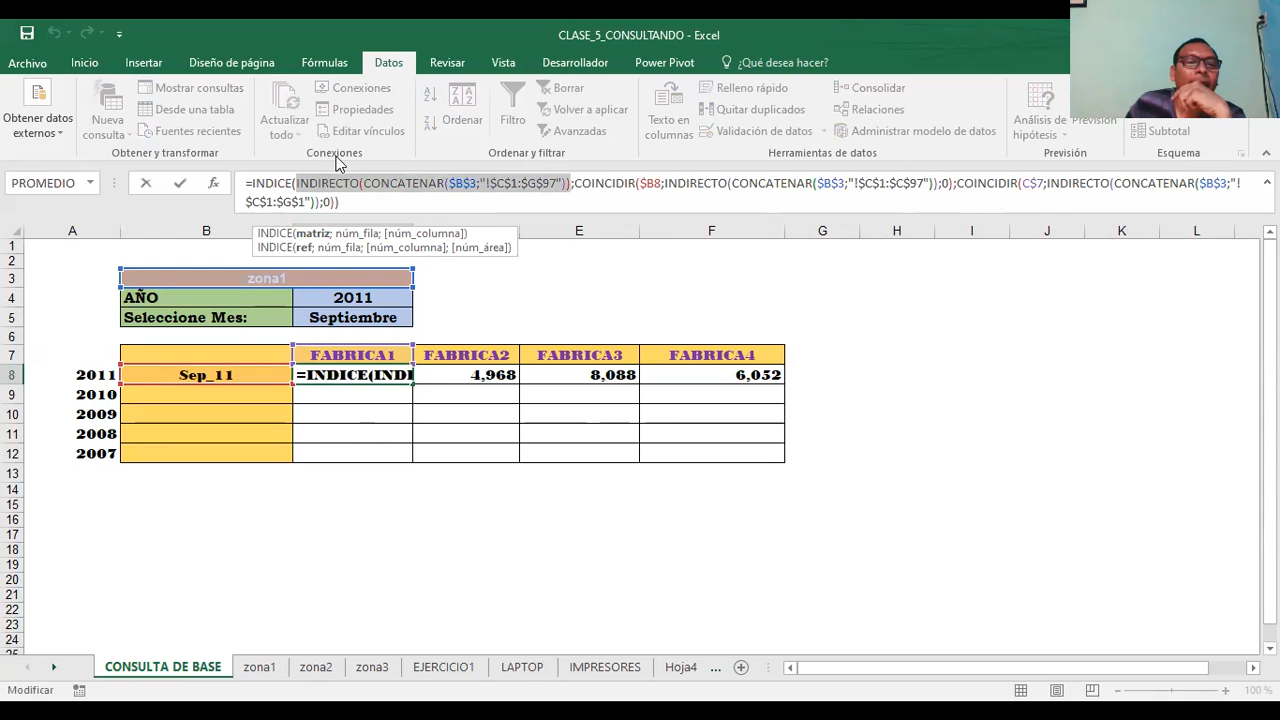 CLASE_5_CONSULTANDO - Excel
Archivo Inicio Insertar Diseño de página Fórmulas Datos Revisar Vista Desarrollador Power Pivot ¿Qué desea hacer?
Obtener datos externos
Nueva consulta
Mostrar consultas
Desde una tabla
Fuentes recientes
Obtener y transformar
Actualizar todo
Conexiones
Propiedades
Editar vínculos
Conexiones
Ordenar
Filtro
Borrar
Volver a aplicar
Avanzadas
Ordenar y filtrar
Texto en columnas
Relleno rápido
Quitar duplicados
Validación de datos
Consolidar
Relaciones
Administrar modelo de datos
Herramientas de datos
Análisis de hipótesis
Previsión
Previsión
Subtotal
Esquema
PROMEDIO
=INDICE(INDIRECTO(CONCATENAR($B$3;"!$C$1:$G$97"));COINCIDIR($B8;INDIRECTO(CONCATENAR($B$3;"!$C$1:$C$97"));0);COINCIDIR(C$7;INDIRECTO(CONCATENAR($B$3;"!
$C$1:$G$1"));0))
INDICE(matriz; núm_fila; [núm_columna])
INDICE(ref; núm_fila; [núm_columna]; [núm_área])
A B E F G H I J K L
1
2
3 zona1
4 AÑO 2011
5 Seleccione Mes: Septiembre
6
7 FABRICA1 FABRICA2 FABRICA3 FABRICA4
8 2011 Sep_11 =INDICE(INDI 4,968 8,088 6,052
9 2010
10 2009
11 2008
12 2007
13
14
15
16
17
18
19
20
21
22
23
24
25
CONSULTA DE BASE zona1 zona2 zona3 EJERCICIO1 LAPTOP IMPRESORES Hoja4 ...
Modificar
100 %